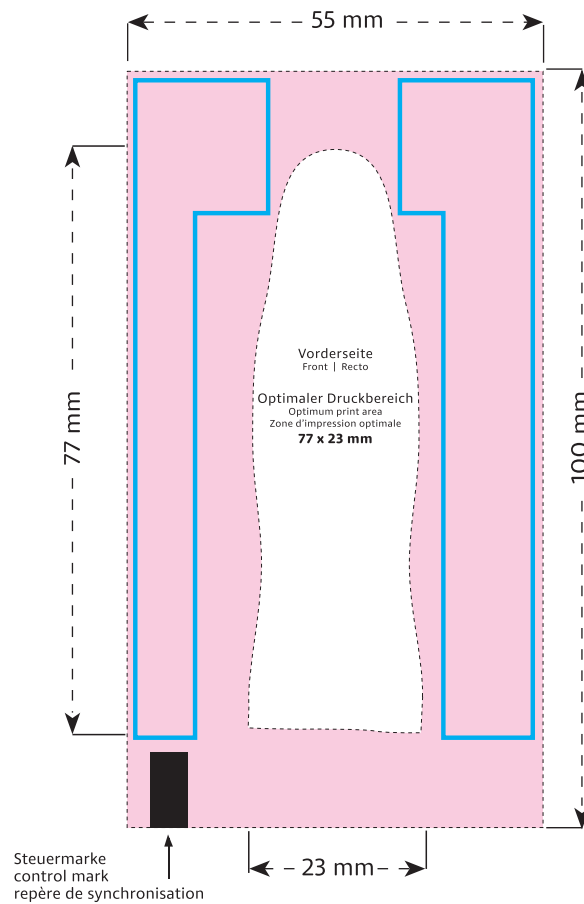 55 mm
77 mm
100 mm
Vorderseite
Front | Recto
Optimaler Druckbereich
Optimum print area
Zone d'impression optimale
77 x 23 mm
23 mm
Steuermarke
control mark
repère de synchronisation